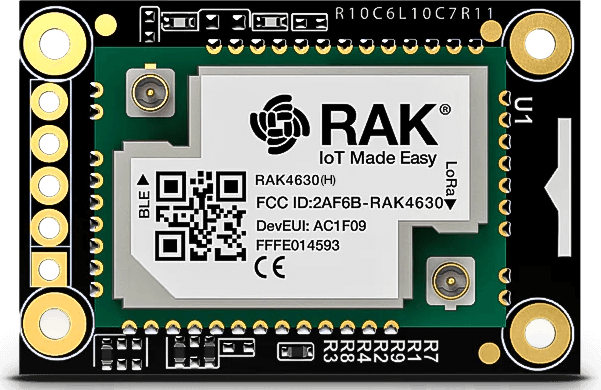 R10C6L10C7R11
U1
RAK®
IoT Made Easy
LoRa
BLE
RAK4630(H)
FCC ID:2AF6B-RAK4630
DevEUI: AC1F09
FFFE014593
CE
R3
R8
R4
R2
R9
R1
R7